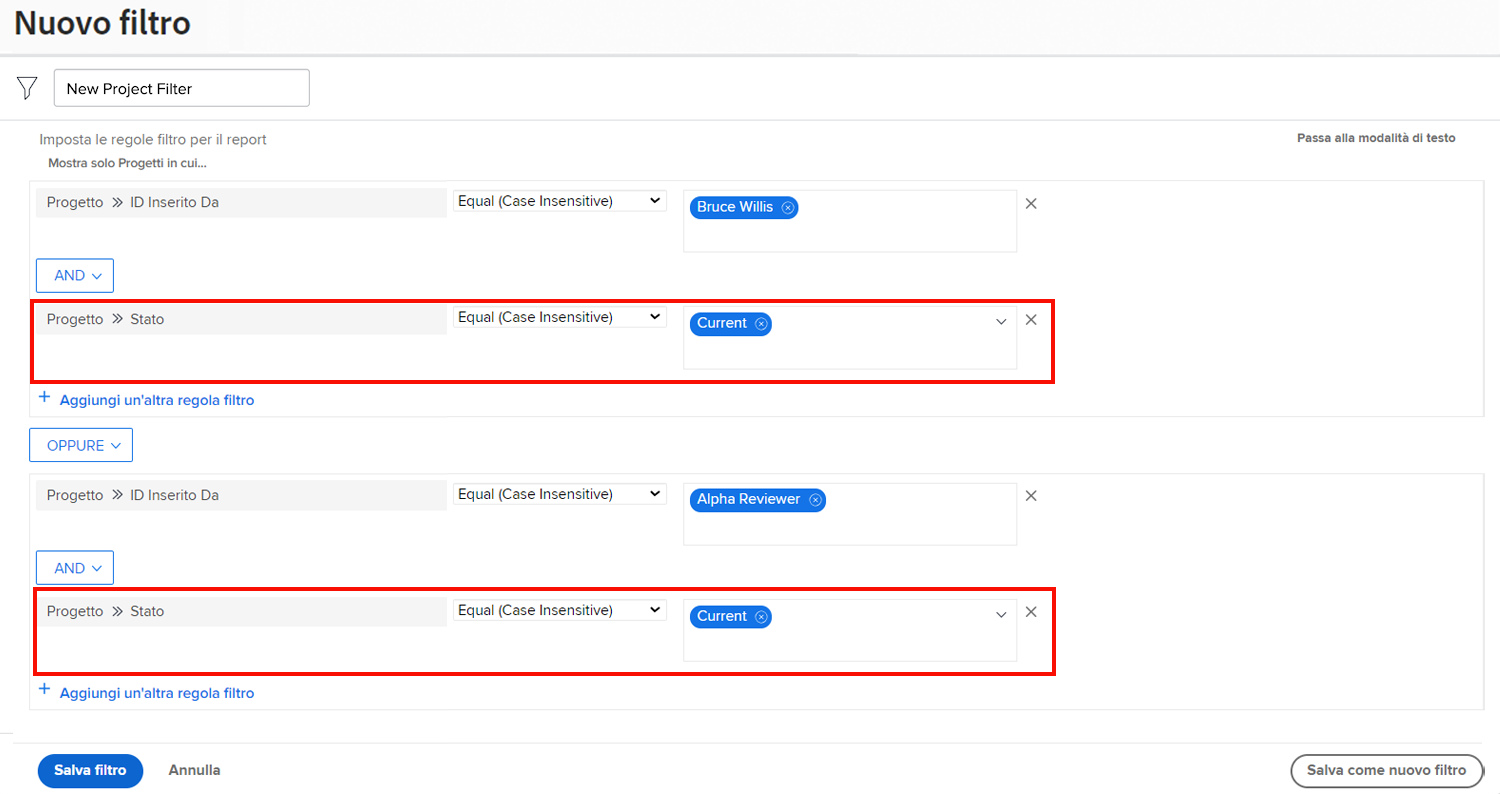 Nuovo filtro
New Project Filter
Imposta le regole filtro per il report
Passa alla modalità di testo
Mostra solo Progetti in cui...
Progetto » ID Inserito Da Equal (Case Insensitive) Bruce Willis
AND
Progetto » Stato Equal (Case Insensitive) Current
+ Aggiungi un'altra regola filtro
OPPURE
Progetto » ID Inserito Da Equal (Case Insensitive) Alpha Reviewer
AND
Progetto » Stato Equal (Case Insensitive) Current
+ Aggiungi un'altra regola filtro
Salva filtro Annulla Salva come nuovo filtro